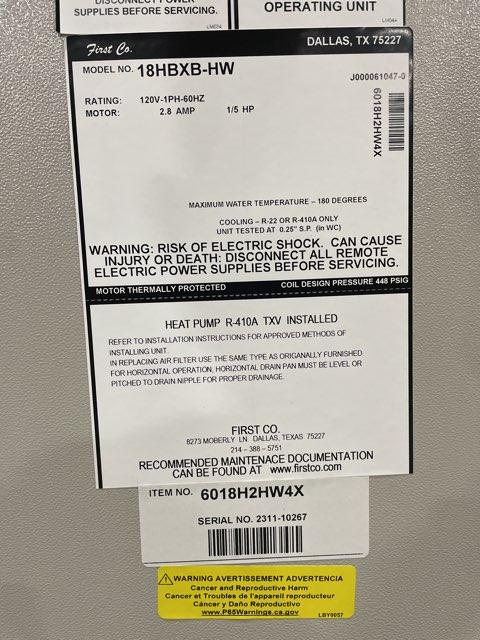 DISCONNECT POWER
SUPPLIES BEFORE SERVICING.
OPERATING UNIT
First Co.
DALLAS, TX 75227
MODEL NO. 18HBXB-HW
J000061047-0
RATING: 120V-1PH-60HZ
MOTOR: 2.8 AMP 1/5 HP
6018H2HW4X
MAXIMUM WATER TEMPERATURE – 180 DEGREES
COOLING – R-22 OR R-410A ONLY
UNIT TESTED AT 0.25" S.P. (in WC)
WARNING: RISK OF ELECTRIC SHOCK. CAN CAUSE
INJURY OR DEATH: DISCONNECT ALL REMOTE
ELECTRIC POWER SUPPLIES BEFORE SERVICING.
MOTOR THERMALLY PROTECTED
COIL DESIGN PRESSURE 448 PSIG
HEAT PUMP R-410A TXV INSTALLED
REFER TO INSTALLATION INSTRUCTIONS FOR APPROVED METHODS OF
INSTALLING UNIT.
IN REPLACING AIR FILTER USE THE SAME TYPE AS ORIGANALLY FURNISHED
FOR HORIZONTAL OPERATION, HORIZONTAL DRAIN PAN MUST BE LEVEL OR
PITCHED TO DRAIN NIPPLE FOR PROPER DRAINAGE.
FIRST CO.
8273 MOBERLY LN. DALLAS, TEXAS 75227
214 – 388 – 5751
RECOMMENDED MAINTENACE DOCUMENTATION
CAN BE FOUND AT www.firstco.com
ITEM NO. 6018H2HW4X
SERIAL NO. 2311-10267
WARNING AVERTISSEMENT ADVERTENCIA
Cancer and Reproductive Harm
Cancer et Troubles de l'appareil reproducteur
Cáncer y Daño Reproductivo
www.P65Warnings.ca.gov
LBY0057